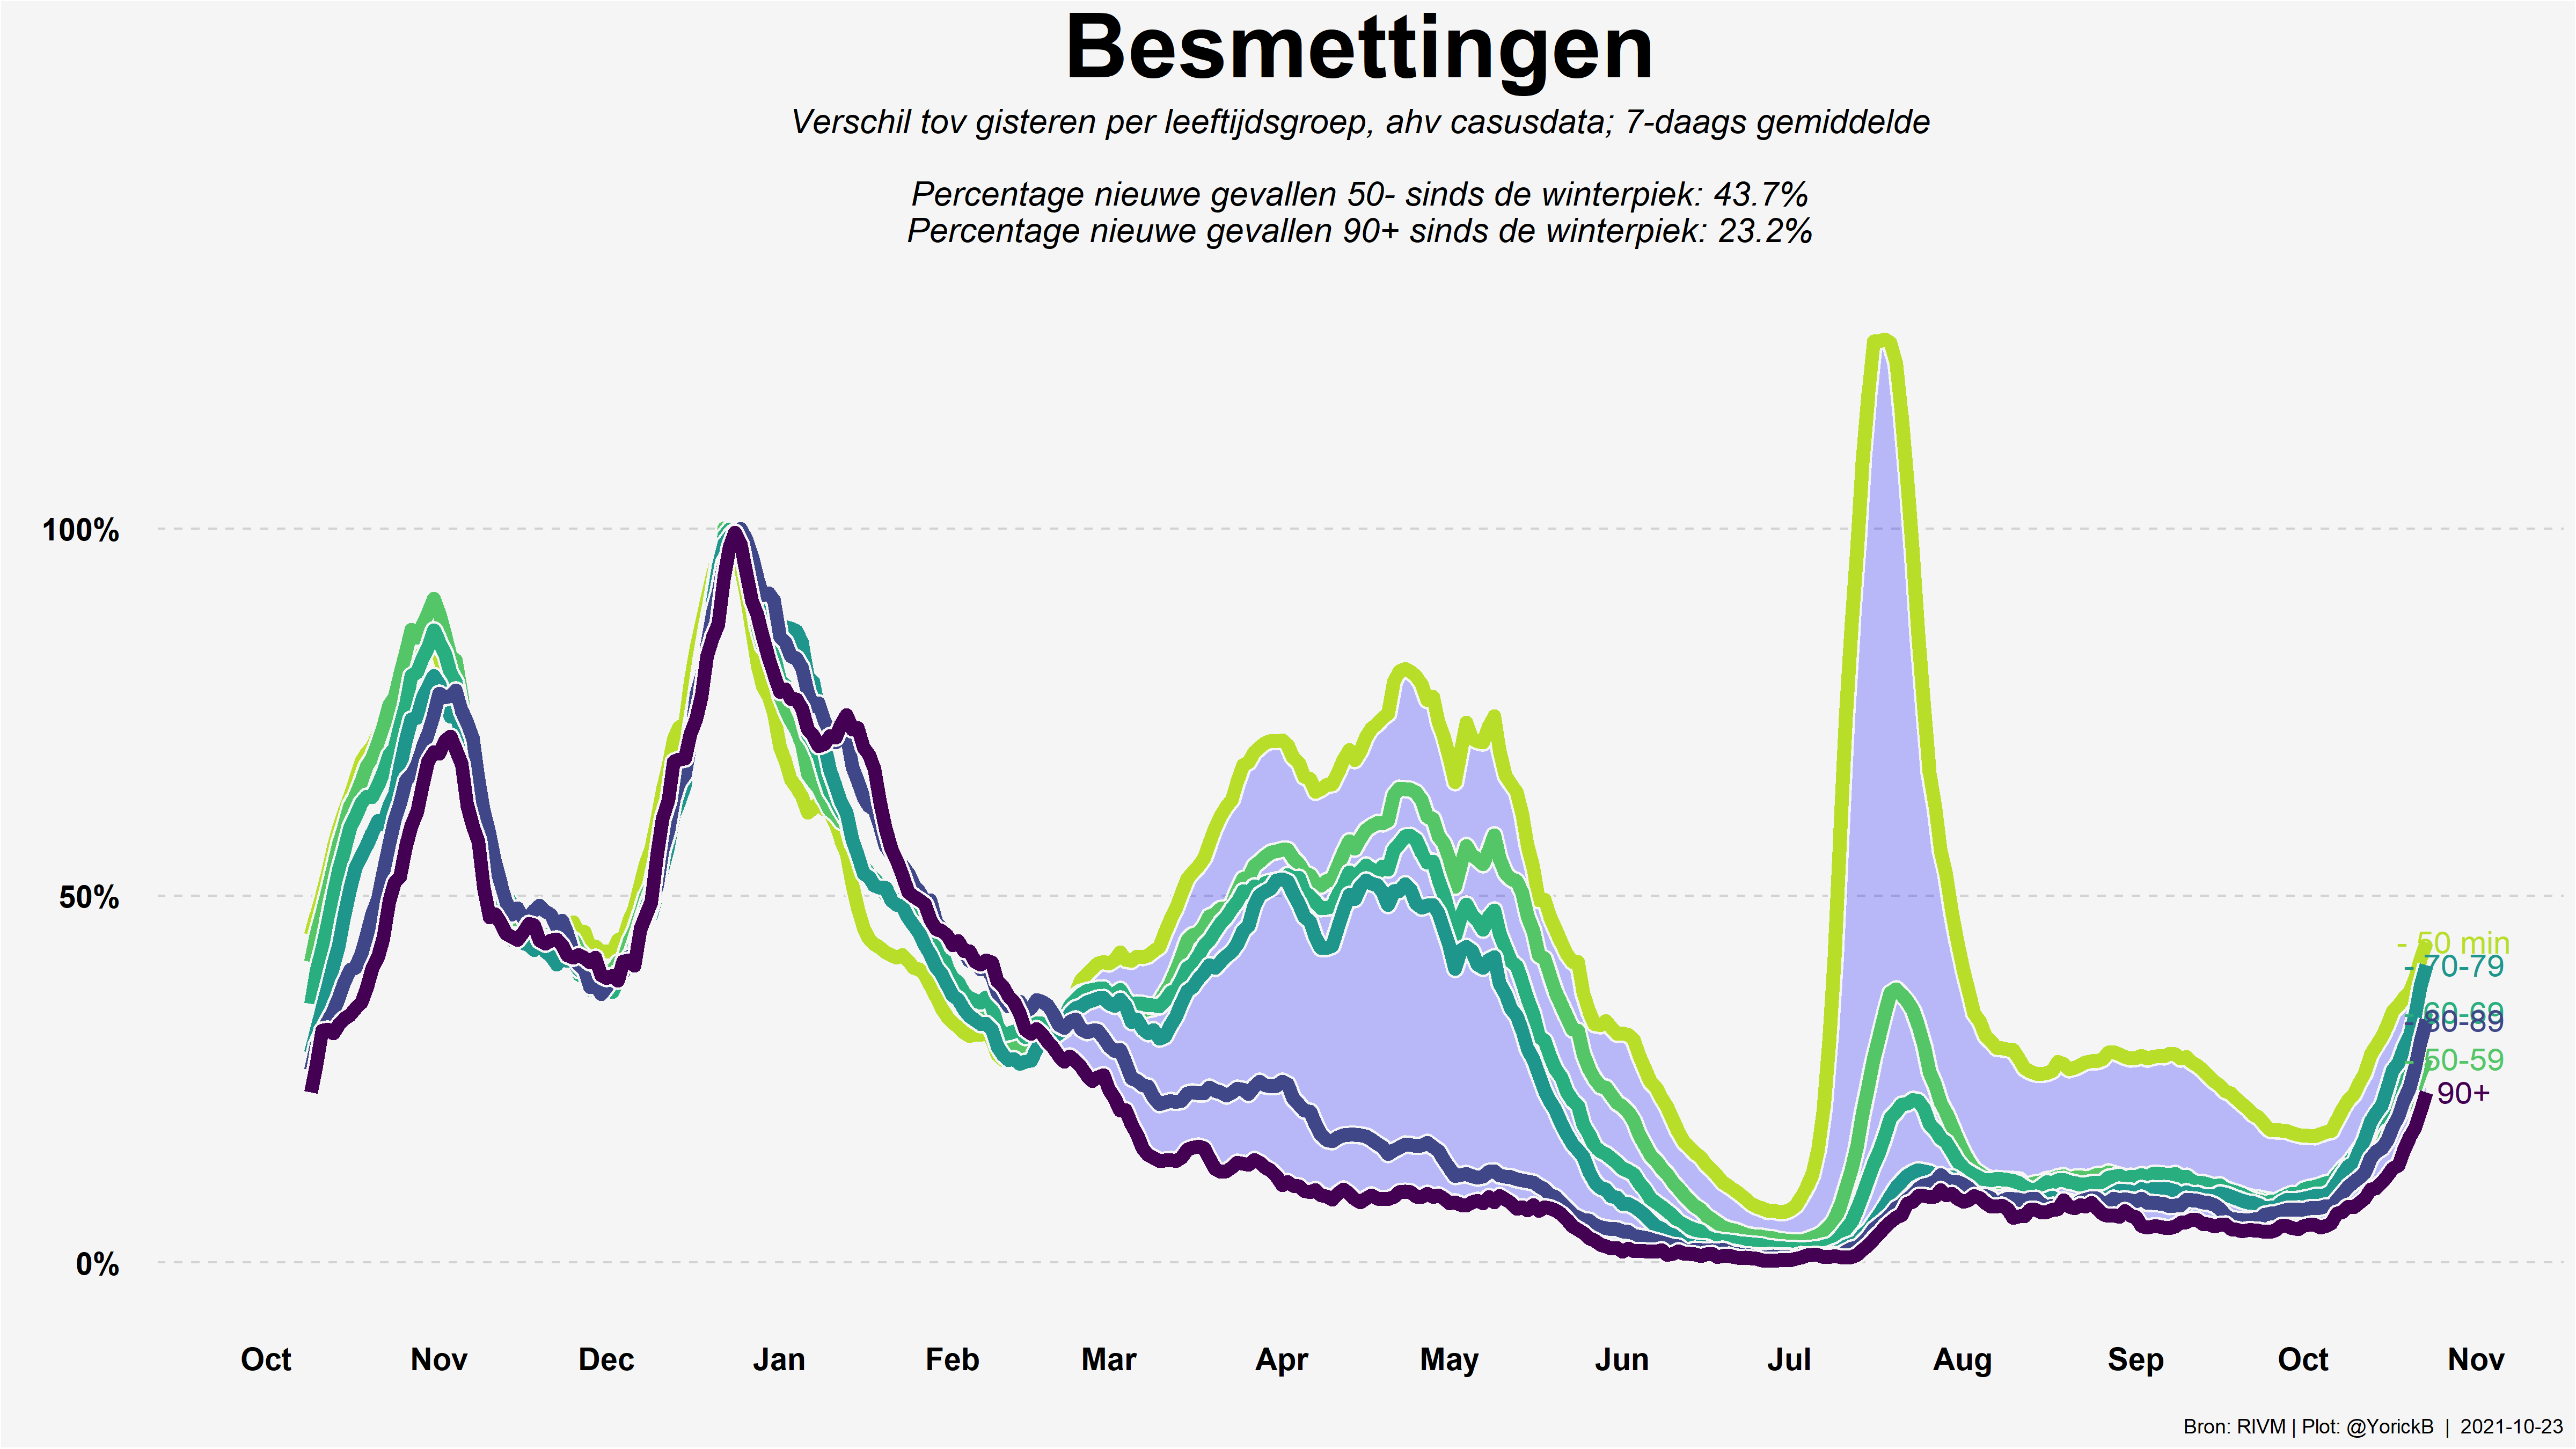 Besmettingen
Verschil tov gisteren per leeftijdsgroep, ahv casusdata; 7-daags gemiddelde
Percentage nieuwe gevallen 50- sinds de winterpiek: 43.7%
Percentage nieuwe gevallen 90+ sinds de winterpiek: 23.2%
100%
50%
0%
- 50 min
- 70-79
- 60-69
- 80-89
- 50-59
90+
Oct Nov Dec Jan Feb Mar Apr May Jun Jul Aug Sep Oct Nov
Bron: RIVM | Plot: @YorickB | 2021-10-23